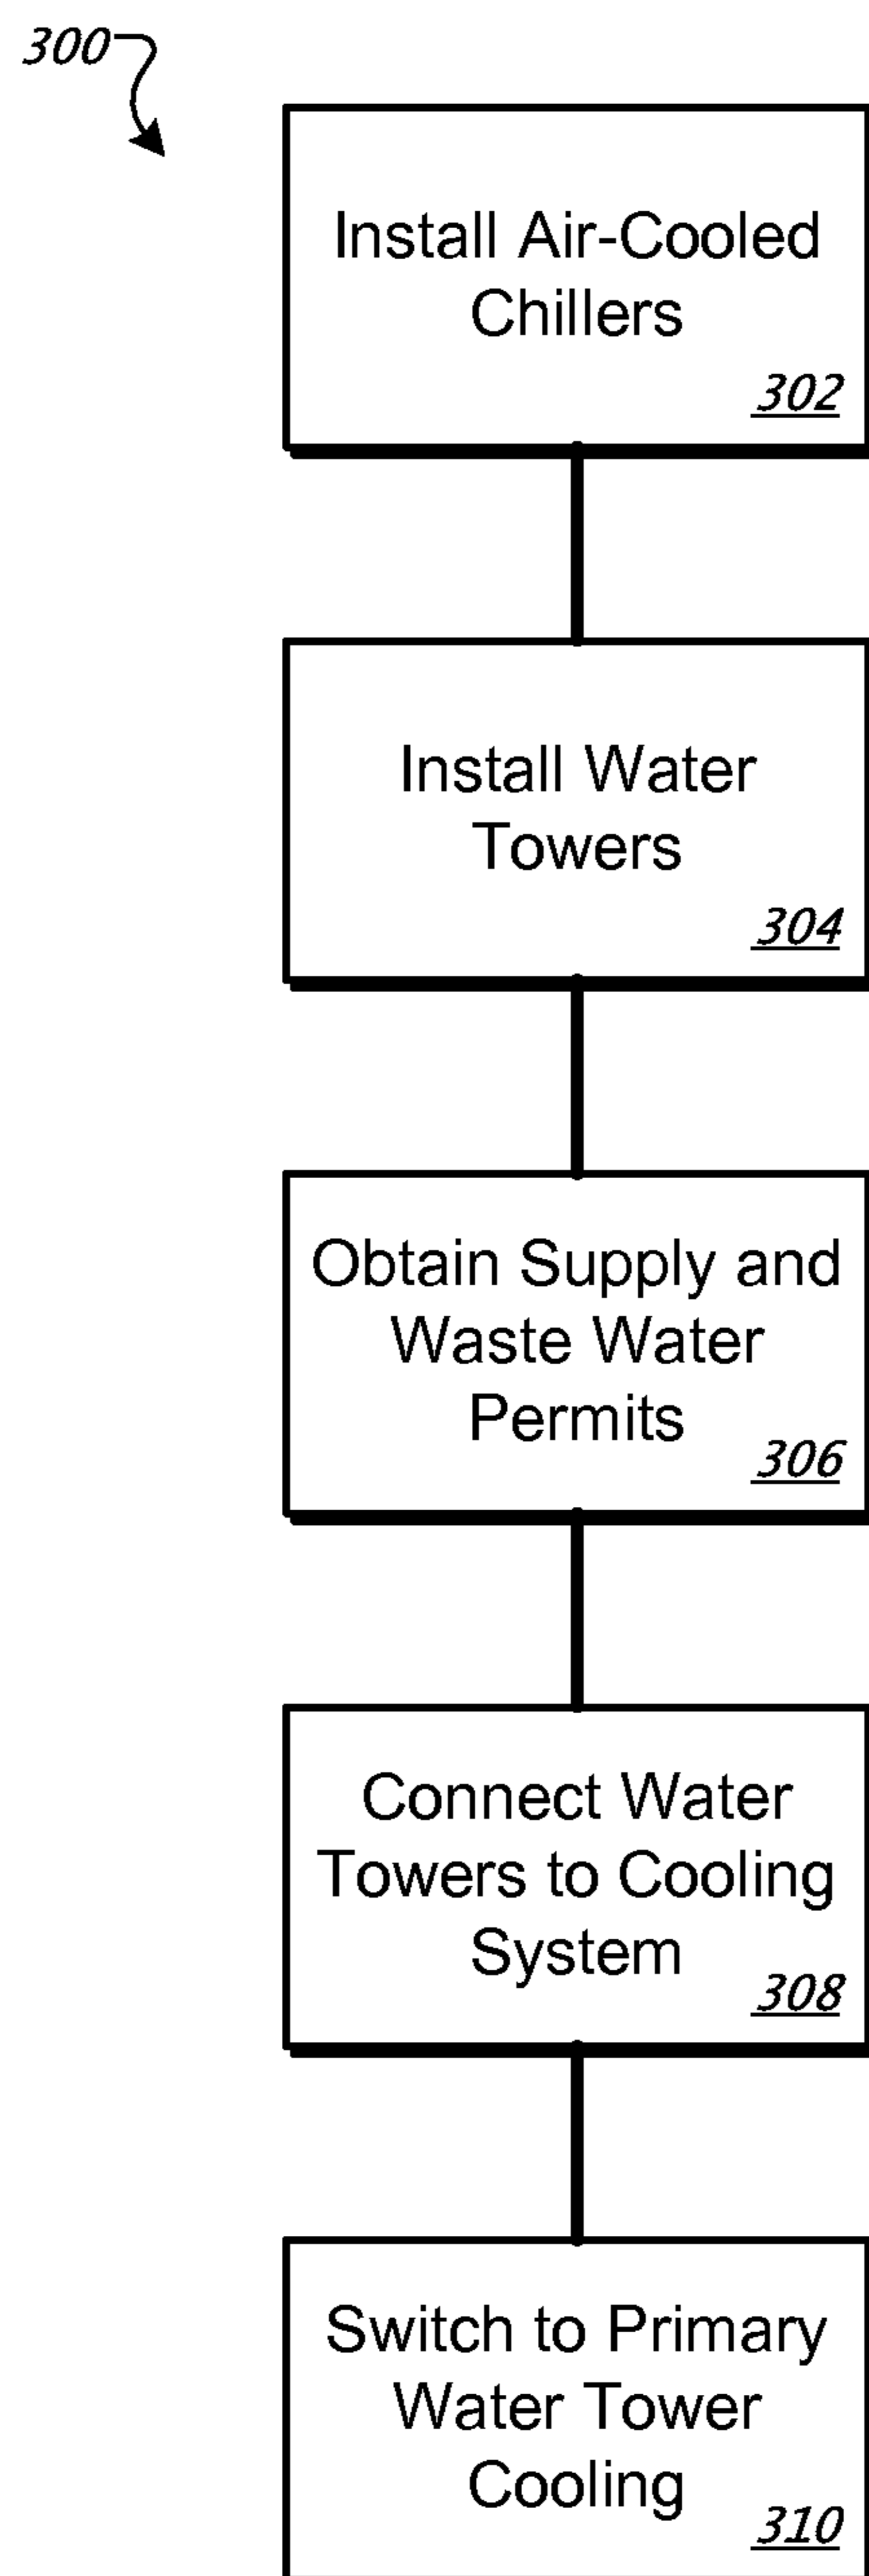 300
Install Air-Cooled
Chillers
302
Install Water
Towers
304
Obtain Supply and
Waste Water
Permits
306
Connect Water
Towers to Cooling
System
308
Switch to Primary
Water Tower
Cooling
310